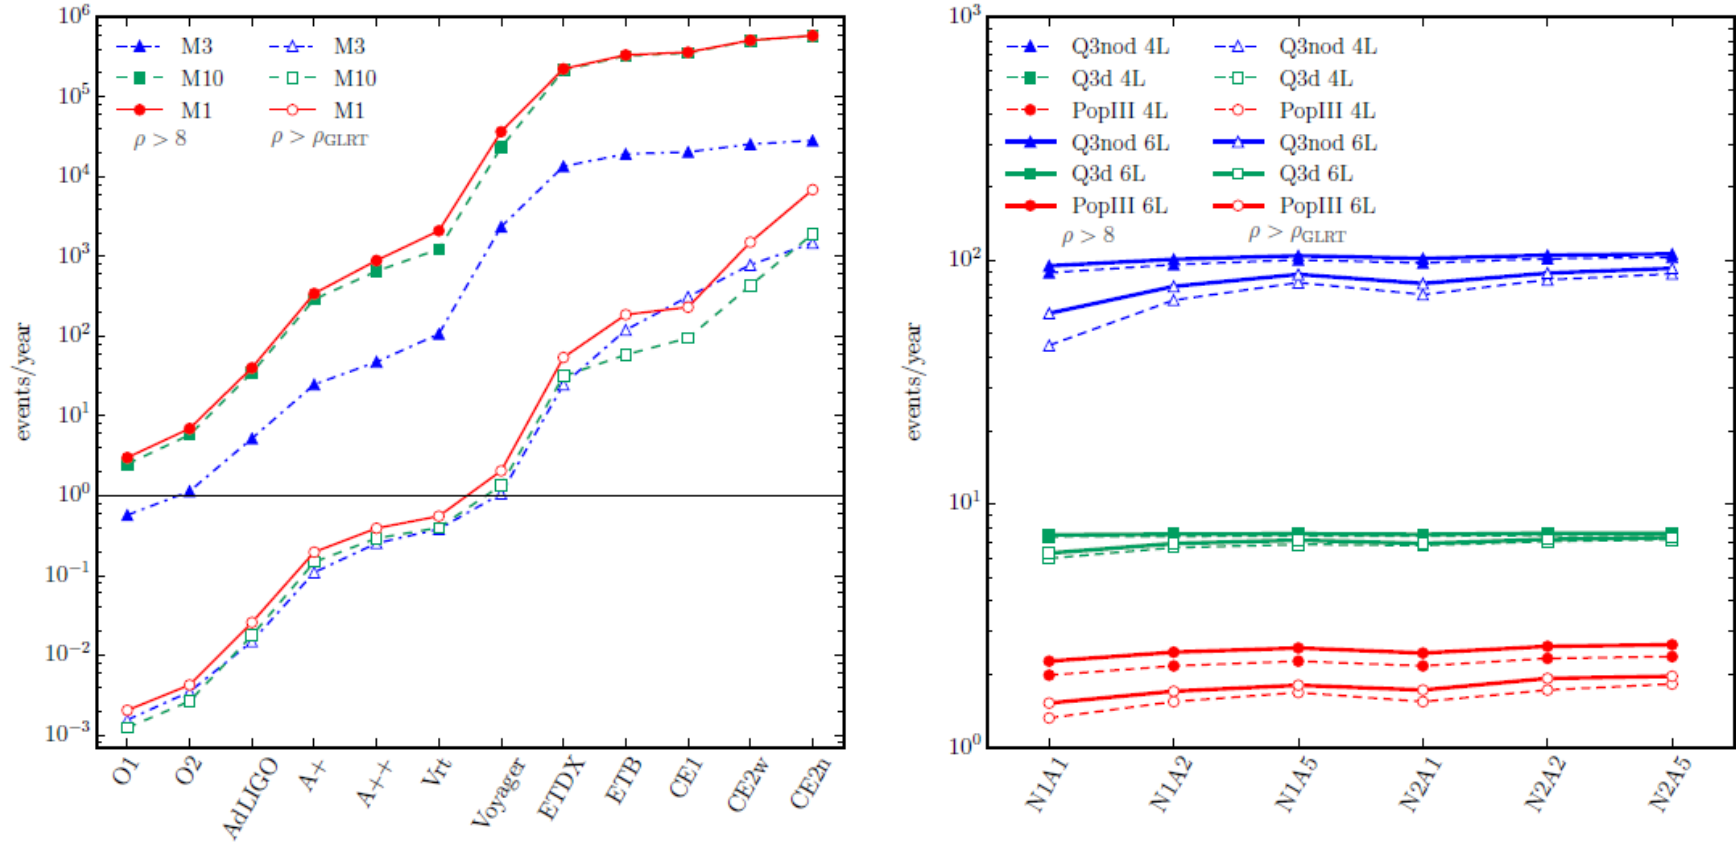 M3 M3
M10 M10
M1 M1
ρ > 8 ρ > ρGLRT
10^6
10^5
10^4
10^3
10^2
10^1
10^0
10^−1
10^−2
10^−3
events/year
O1 O2 AdLIGO A+ A++ Vrt Voyager ETDX ETB CE1 CE2w CE2n
Q3nod 4L Q3nod 4L
Q3d 4L Q3d 4L
PopIII 4L PopIII 4L
Q3nod 6L Q3nod 6L
Q3d 6L Q3d 6L
PopIII 6L PopIII 6L
ρ > 8 ρ > ρGLRT
10^3
10^2
10^1
10^0
events/year
N1A1 N1A2 N1A5 N2A1 N2A2 N2A5